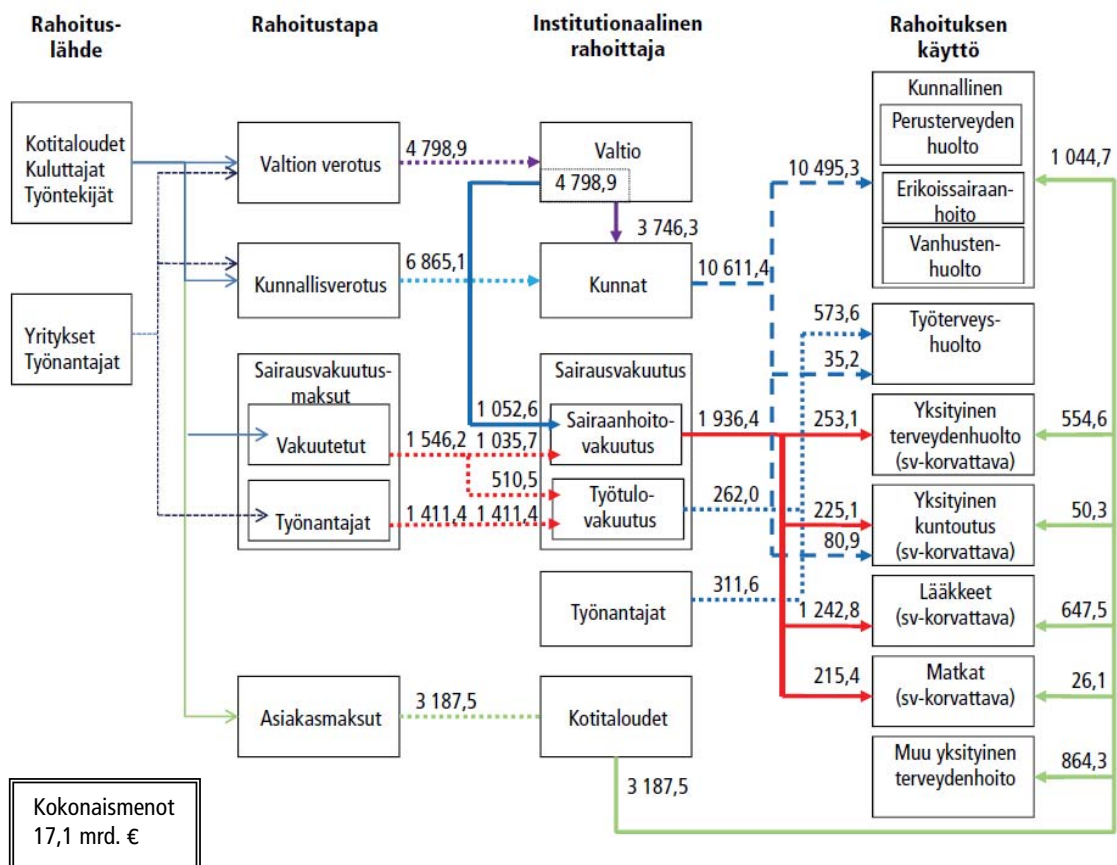 Rahoitus-
lähde
Rahoitustapa
Institutionaalinen
rahoittaja
Rahoituksen
käyttö
Kotitaloudet
Kuluttajat
Työntekijät
Yritykset
Työnantajat
Valtion verotus
4 798,9
Kunnallisverotus
6 865,1
Sairausvakuutus-
maksut
Vakuutetut
1 546,2
1 035,7
510,5
Työnantajat
1 411,4
1 411,4
Asiakasmaksut
3 187,5
Valtio
4 798,9
3 746,3
Kunnat
10 611,4
1 052,6
Sairausvakuutus
Sairaanhoito-
vakuutus
1 936,4
Työtulo-
vakuutus
262,0
Työnantajat
311,6
Kotitaloudet
3 187,5
Kunnallinen
Perusterveyden
huolto
Erikoissairaan-
hoito
Vanhusten-
huolto
10 495,3
1 044,7
573,6
35,2
Työterveys-
huolto
253,1
Yksityinen
terveydenhuolto
(sv-korvattava)
554,6
225,1
80,9
Yksityinen
kuntoutus
(sv-korvattava)
50,3
1 242,8
Lääkkeet
(sv-korvattava)
647,5
215,4
Matkat
(sv-korvattava)
26,1
Muu yksityinen
terveydenhoito
864,3
Kokonaismenot
17,1 mrd. €